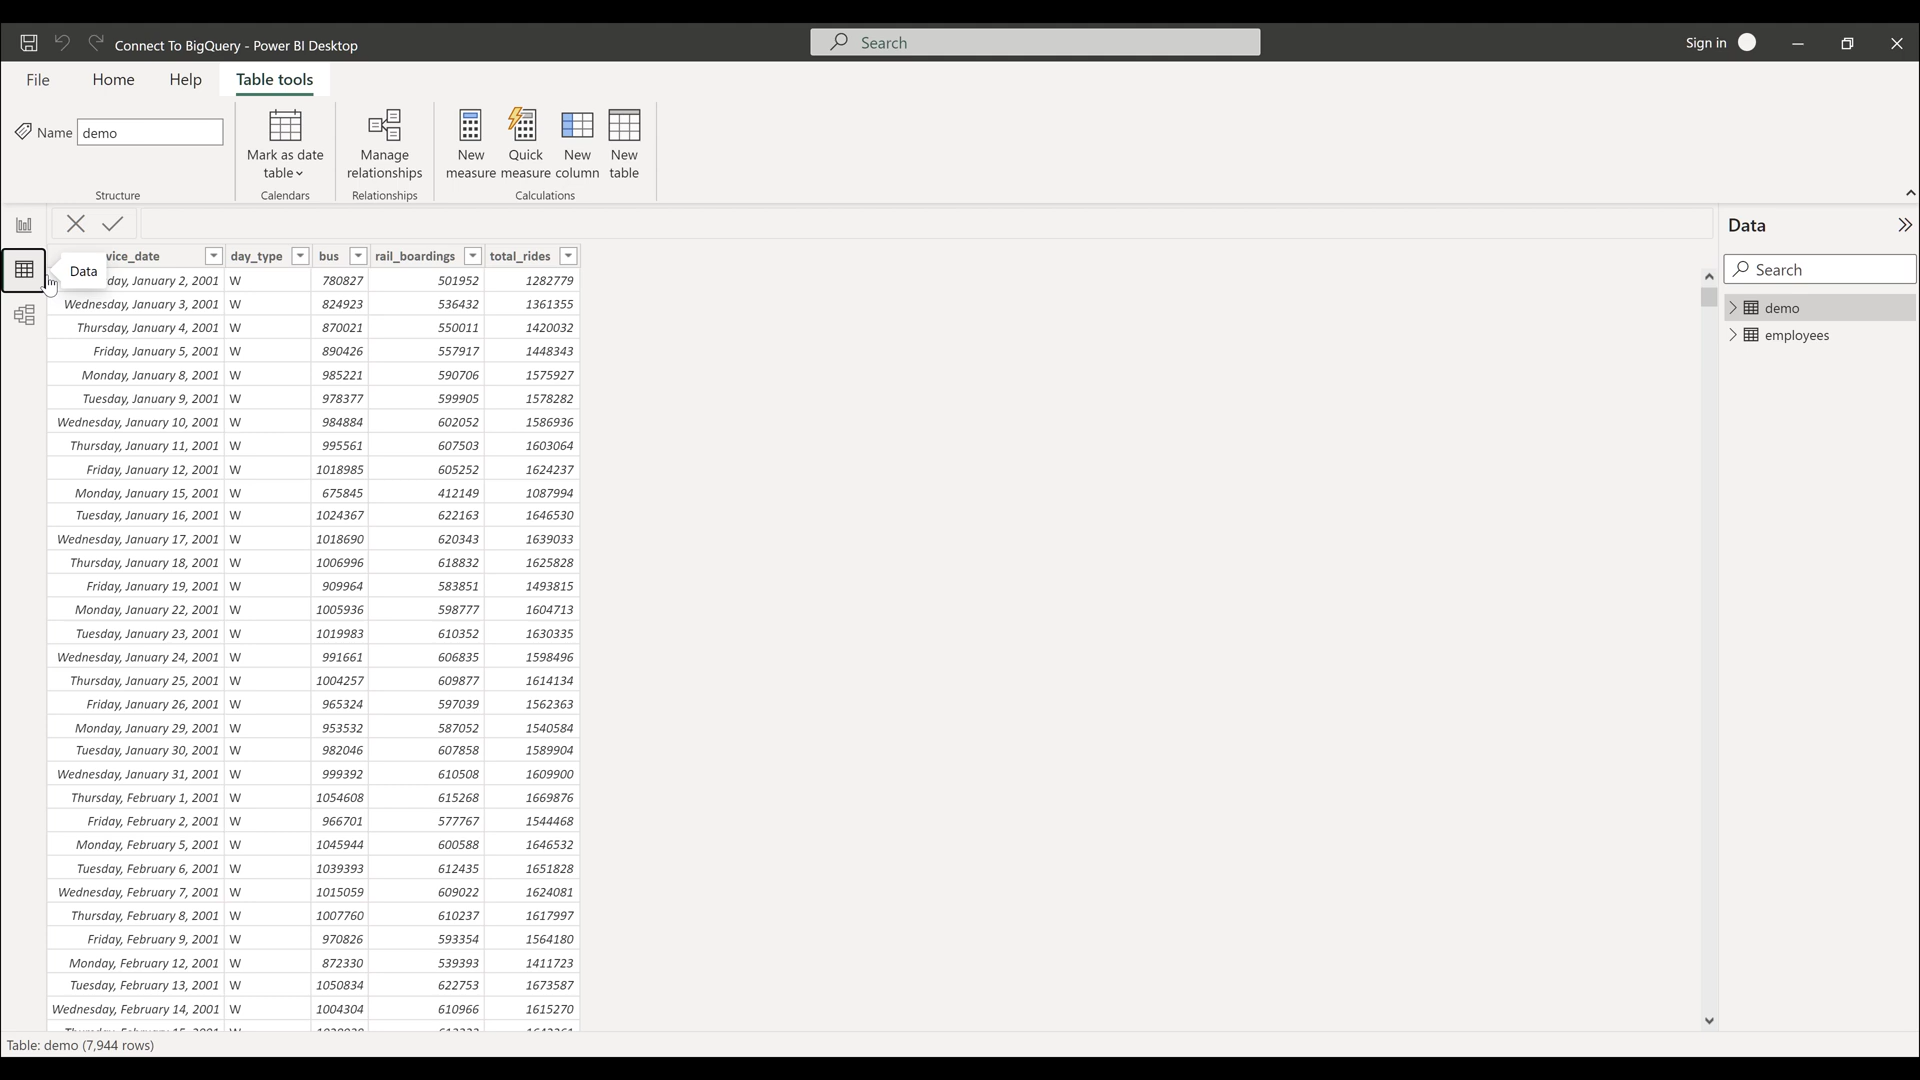 Connect To BigQuery - Power BI Desktop
Search
Sign in
File Home Help Table tools
Name demo
Mark as date table
Manage relationships
New measure
Quick measure
New column
New table
Structure Calendars Relationships Calculations
Data
Data
Search
demo
employees
vice_date day_type bus rail_boardings total_rides
day, January 2, 2001 W 780827 501952 1282779
Wednesday, January 3, 2001 W 824923 536432 1361355
Thursday, January 4, 2001 W 870021 550011 1420032
Friday, January 5, 2001 W 890426 557917 1448343
Monday, January 8, 2001 W 985221 590706 1575927
Tuesday, January 9, 2001 W 978377 599905 1578282
Wednesday, January 10, 2001 W 984884 602052 1586936
Thursday, January 11, 2001 W 995561 607503 1603064
Friday, January 12, 2001 W 1018985 605252 1624237
Monday, January 15, 2001 W 675845 412149 1087994
Tuesday, January 16, 2001 W 1024367 622163 1646530
Wednesday, January 17, 2001 W 1018690 620343 1639033
Thursday, January 18, 2001 W 1006996 618832 1625828
Friday, January 19, 2001 W 909964 583851 1493815
Monday, January 22, 2001 W 1005936 598777 1604713
Tuesday, January 23, 2001 W 1019983 610352 1630335
Wednesday, January 24, 2001 W 991661 606835 1598496
Thursday, January 25, 2001 W 1004257 609877 1614134
Friday, January 26, 2001 W 965324 597039 1562363
Monday, January 29, 2001 W 953532 587052 1540584
Tuesday, January 30, 2001 W 982046 607858 1589904
Wednesday, January 31, 2001 W 999392 610508 1609900
Thursday, February 1, 2001 W 1054608 615268 1669876
Friday, February 2, 2001 W 966701 577767 1544468
Monday, February 5, 2001 W 1045944 600588 1646532
Tuesday, February 6, 2001 W 1039393 612435 1651828
Wednesday, February 7, 2001 W 1015059 609022 1624081
Thursday, February 8, 2001 W 1007760 610237 1617997
Friday, February 9, 2001 W 970826 593354 1564180
Monday, February 12, 2001 W 872330 539393 1411723
Tuesday, February 13, 2001 W 1050834 622753 1673587
Wednesday, February 14, 2001 W 1004304 610966 1615270
Table: demo (7,944 rows)